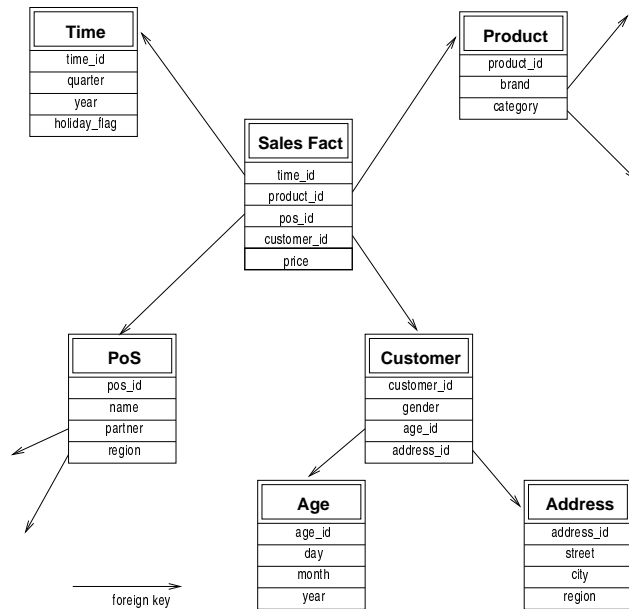 Time
time_id
quarter
year
holiday_flag
Product
product_id
brand
category
Sales Fact
time_id
product_id
pos_id
customer_id
price
PoS
pos_id
name
partner
region
Customer
customer_id
gender
age_id
address_id
Age
age_id
day
month
year
Address
address_id
street
city
region
foreign key